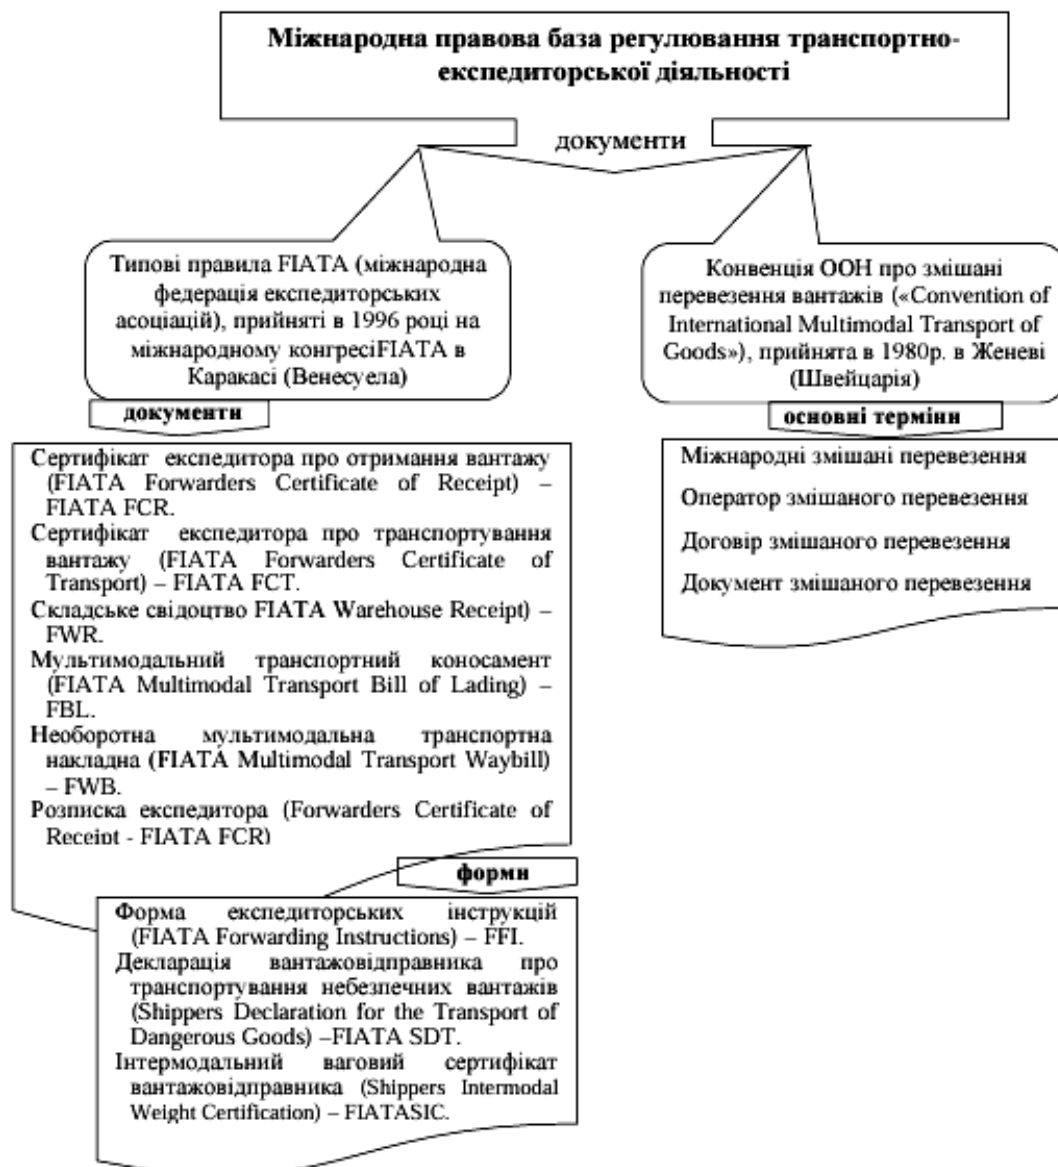 Міжнародна правова база регулювання транспортно-
експедиторської діяльності
документи
Типові правила FIATA (міжнародна
федерація експедиторських
асоціацій), прийняті в 1996 році на
міжнародному конгресіFIATA в
Каракасі (Венесуела)
документи
Сертифікат експедитора про отримання вантажу
(FIATA Forwarders Certificate of Receipt) –
FIATA FCR.
Сертифікат експедитора про транспортування
вантажу (FIATA Forwarders Certificate of
Transport) – FIATA FCT.
Складське свідоцтво FIATA Warehouse Receipt) –
FWR.
Мультимодальний транспортний коносамент
(FIATA Multimodal Transport Bill of Lading) –
FBL.
Необоротна мультимодальна транспортна
накладна (FIATA Multimodal Transport Waybill)
– FWB.
Розписка експедитора (Forwarders Certificate of
Receipt - FIATA FCR)
форми
Форма експедиторських інструкцій
(FIATA Forwarding Instructions) – FFI.
Декларація вантажовідправника про
транспортування небезпечних вантажів
(Shippers Declaration for the Transport of
Dangerous Goods) –FIATA SDT.
Інтермодальний ваговий сертифікат
вантажовідправника (Shippers Intermodal
Weight Certification) – FIATASIC.
Конвенція ООН про змішані
перевезення вантажів («Convention of
International Multimodal Transport of
Goods»), прийнята в 1980р. в Женеві
(Швейцарія)
основні терміни
Міжнародні змішані перевезення
Оператор змішаного перевезення
Договір змішаного перевезення
Документ змішаного перевезення